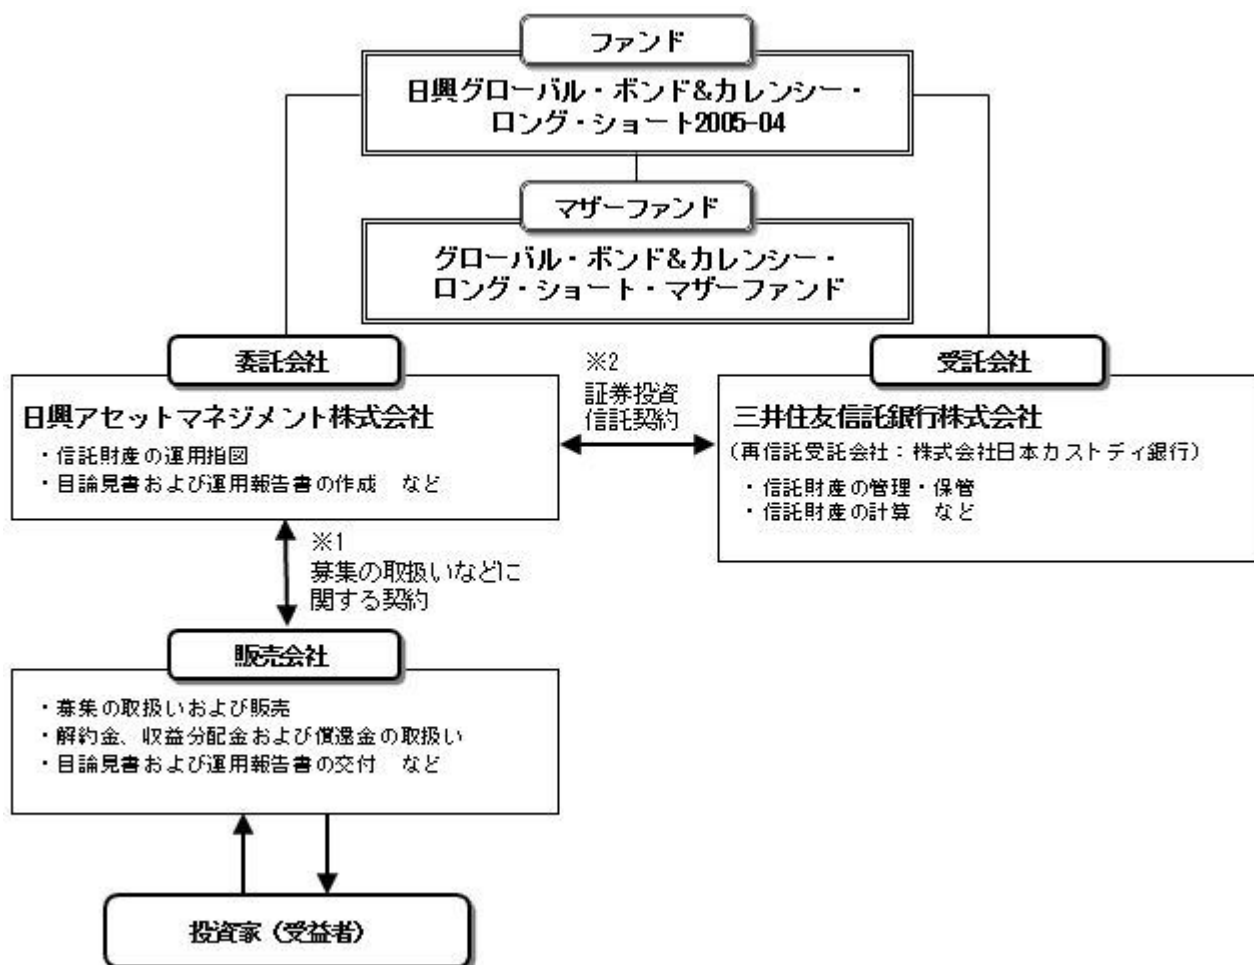 ファンド
日興グローバル・ボンド&カレンシー・
ロング・ショート2005-04
マザーファンド
グローバル・ボンド&カレンシー・
ロング・ショート・マザーファンド
委託会社
日興アセットマネジメント株式会社
・信託財産の運用指図
・目論見書および運用報告書の作成 など
※2
証券投資
信託契約
受託会社
三井住友信託銀行株式会社
(再信託受託会社:株式会社日本カストディ銀行)
・信託財産の管理・保管
・信託財産の計算 など
※1
募集の取扱いなどに
関する契約
販売会社
・募集の取扱いおよび販売
・解約金、収益分配金および償還金の取扱い
・目論見書および運用報告書の交付 など
投資家(受益者)